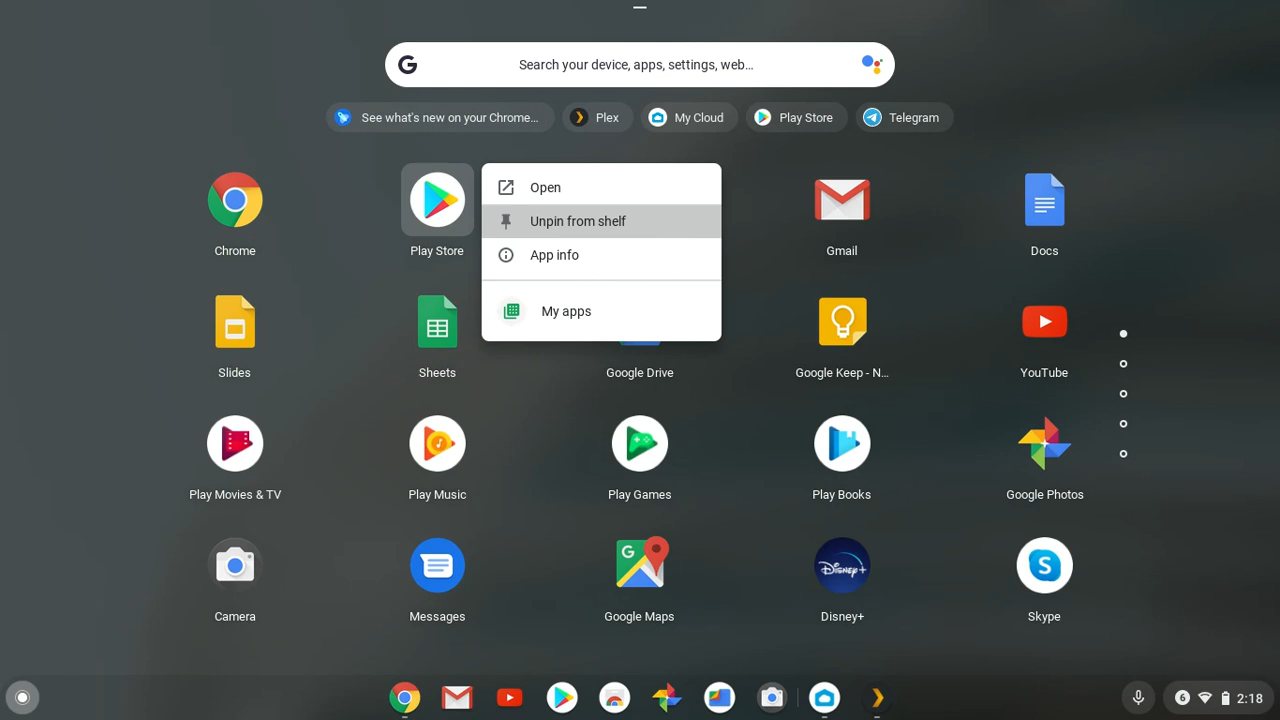 Search your device, apps, settings, web...
See what's new on your Chrome...
Plex
My Cloud
Play Store
Telegram
Open
Unpin from shelf
App info
My apps
Chrome
Play Store
Gmail
Docs
Slides
Sheets
Google Drive
Google Keep - N...
YouTube
Play Movies & TV
Play Music
Play Games
Play Books
Google Photos
Camera
Messages
Google Maps
Disney+
Skype
6
2:18